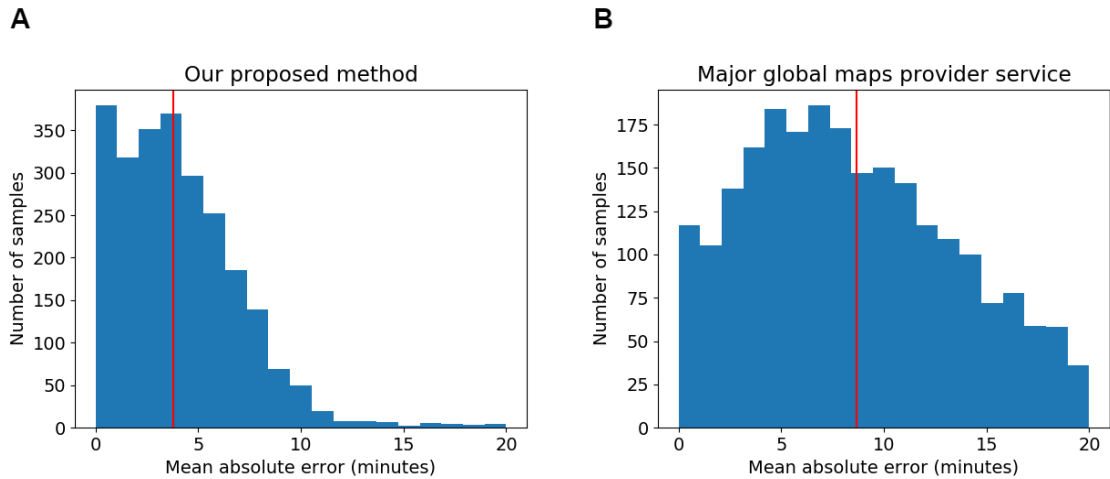 A
Our proposed method
Number of samples
350
300
250
200
150
100
50
0
0 5 10 15 20
Mean absolute error (minutes)
B
Major global maps provider service
Number of samples
175
150
125
100
75
50
25
0
0 5 10 15 20
Mean absolute error (minutes)